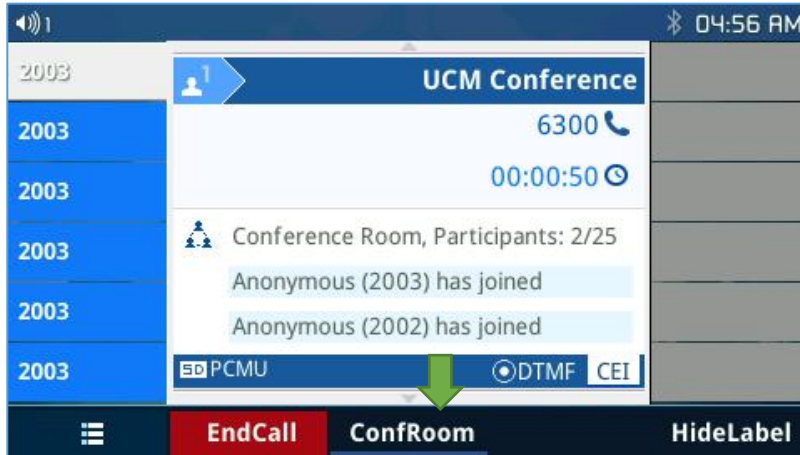 1 04:56 AM
2003
1 UCM Conference
2003
6300
2003
00:00:50
2003
Conference Room, Participants: 2/25
Anonymous (2003) has joined
2003
Anonymous (2002) has joined
2003
SD PCMU DTMF CEI
EndCall ConfRoom HideLabel